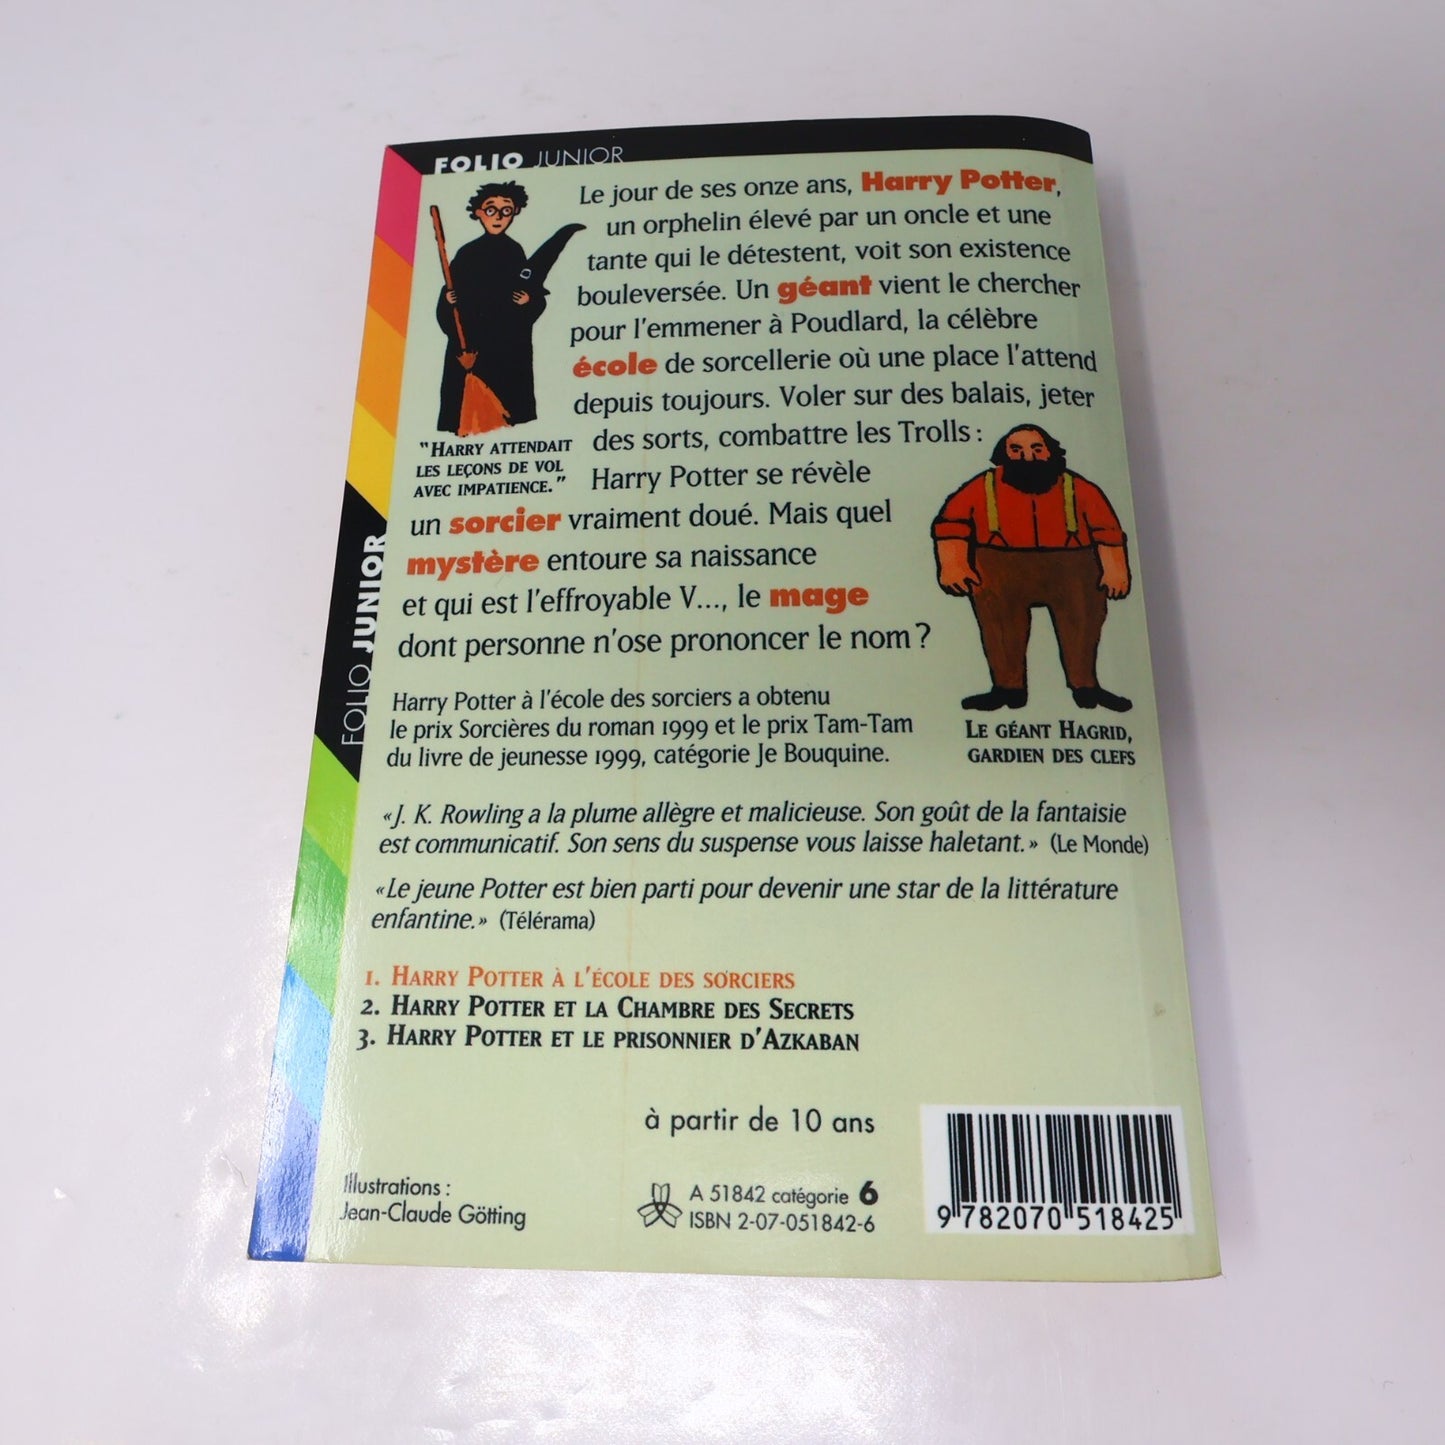 FOLIO JUNIOR
Le jour de ses onze ans, Harry Potter,
un orphelin élevé par un oncle et une
tante qui le détestent, voit son existence
bouleversée. Un géant vient le chercher
pour l'emmener à Poudlard, la célèbre
école de sorcellerie où une place l'attend
depuis toujours. Voler sur des balais, jeter
des sorts, combattre les Trolls :
Harry Potter se révèle
un sorcier vraiment doué. Mais quel
mystère entoure sa naissance
et qui est l'effroyable V..., le mage
dont personne n'ose prononcer le nom ?
"HARRY ATTENDAIT
LES LEÇONS DE VOL
AVEC IMPATIENCE."
LE GÉANT HAGRID,
GARDIEN DES CLEFS
FOLIO JUNIOR
Harry Potter à l'école des sorciers a obtenu
le prix Sorcières du roman 1999 et le prix Tam-Tam
du livre de jeunesse 1999, catégorie Je Bouquine.
«J. K. Rowling a la plume allègre et malicieuse. Son goût de la fantaisie
est communicatif. Son sens du suspense vous laisse haletant.» (Le Monde)
«Le jeune Potter est bien parti pour devenir une star de la littérature
enfantine.» (Télérama)
1. HARRY POTTER À L'ÉCOLE DES SORCIERS
2. HARRY POTTER ET LA CHAMBRE DES SECRETS
3. HARRY POTTER ET LE PRISONNIER D'AZKABAN
à partir de 10 ans
Illustrations :
Jean-Claude Götting
A 51842 catégorie 6
ISBN 2-07-051842-6
9 782070 518425